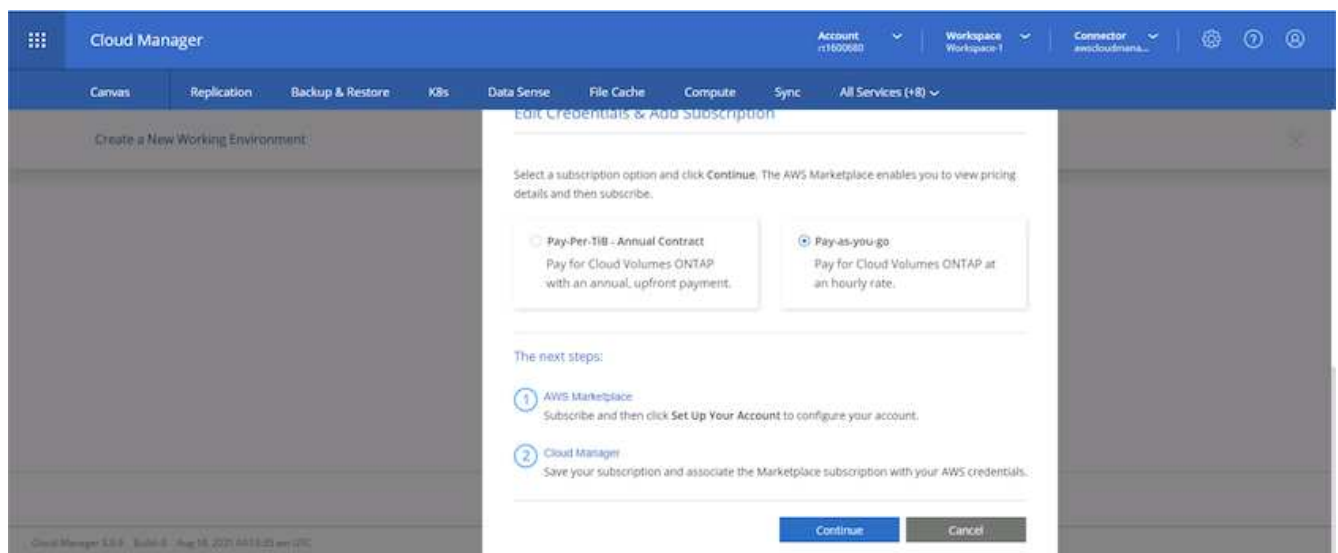 Cloud Manager
Account
rt1600680
Workspace
Workspace-1
Connector
awscloudmana...
Canvas
Replication
Backup & Restore
K8s
Data Sense
File Cache
Compute
Sync
All Services (+8)
Edit Credentials & Add Subscription
Create a New Working Environment
Select a subscription option and click Continue. The AWS Marketplace enables you to view pricing
details and then subscribe.
Pay-Per-TiB - Annual Contract
Pay for Cloud Volumes ONTAP
with an annual, upfront payment.
Pay-as-you-go
Pay for Cloud Volumes ONTAP at
an hourly rate.
The next steps:
1 AWS Marketplace
Subscribe and then click Set Up Your Account to configure your account.
2 Cloud Manager
Save your subscription and associate the Marketplace subscription with your AWS credentials.
Continue
Cancel
Cloud Manager